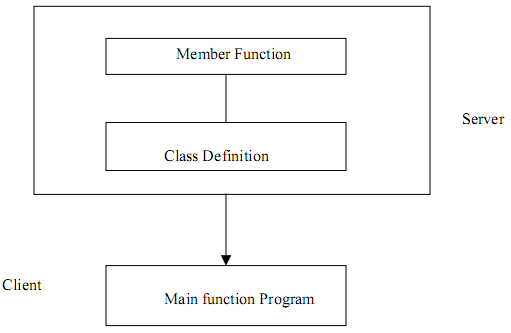 Member Function
Server
Class Definition
Client
Main function Program